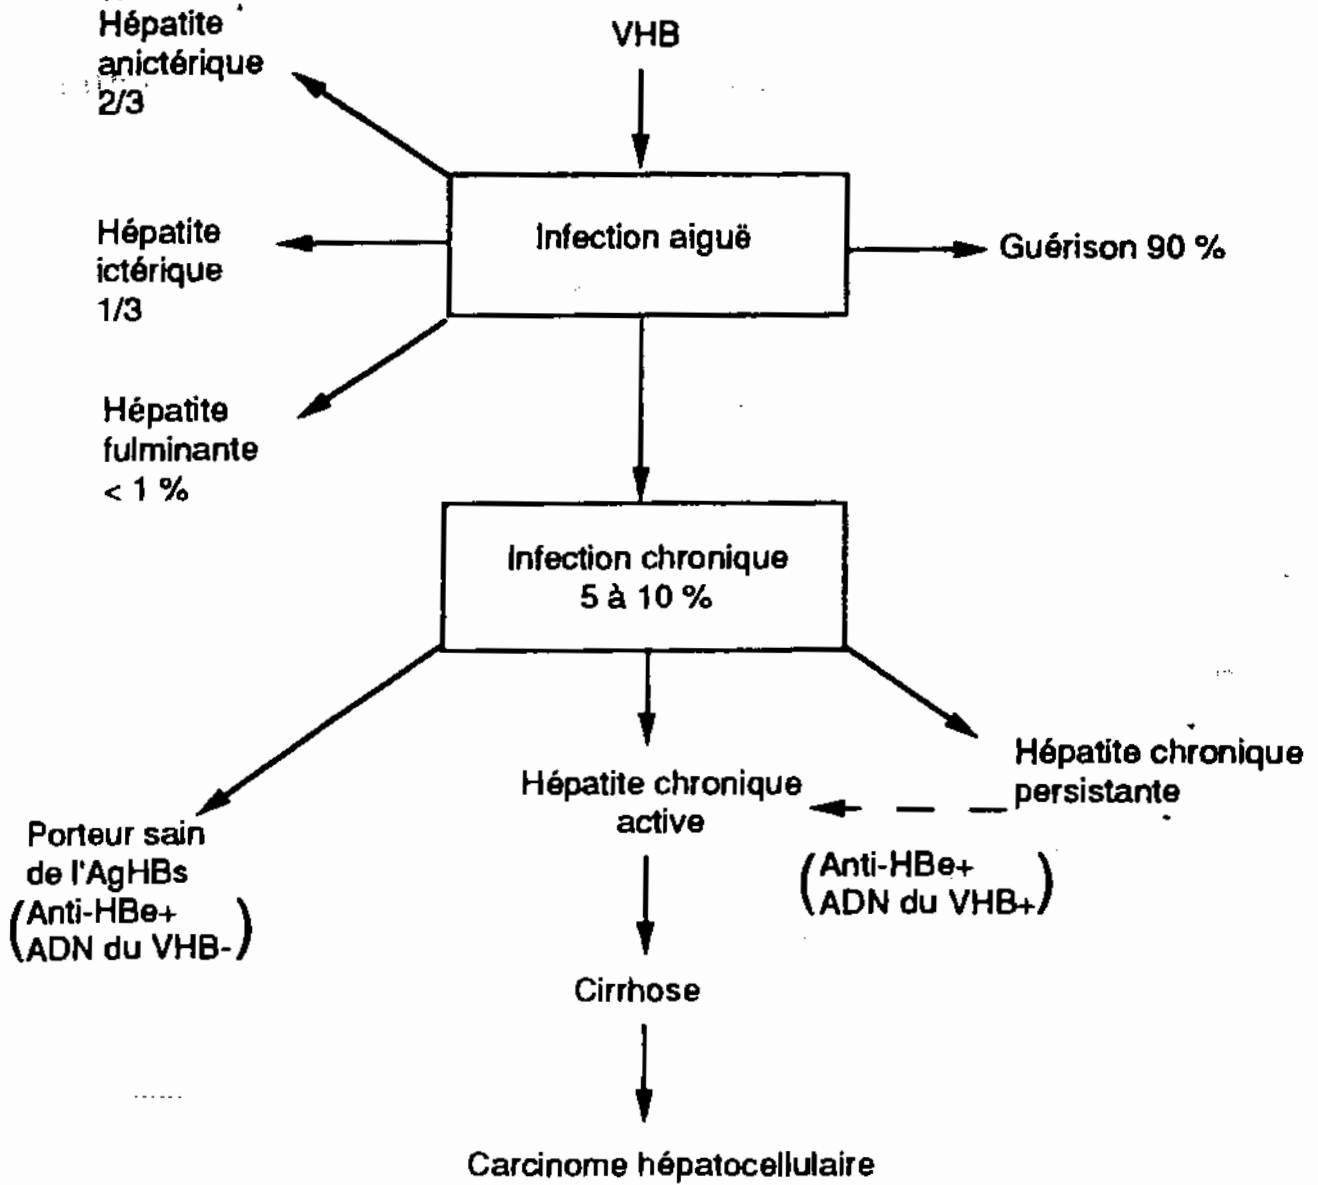 Hépatite
anictérique
2/3
VHB
Infection aiguë
Hépatite
ictérique
1/3
Guérison 90 %
Hépatite
fulminante
< 1 %
Infection chronique
5 à 10 %
Hépatite chronique
persistante
Hépatite chronique
active
Porteur sain
de l'AgHBs
(Anti-HBe+
ADN du VHB-)
(Anti-HBe+
ADN du VHB+)
Cirrhose
Carcinome hépatocellulaire